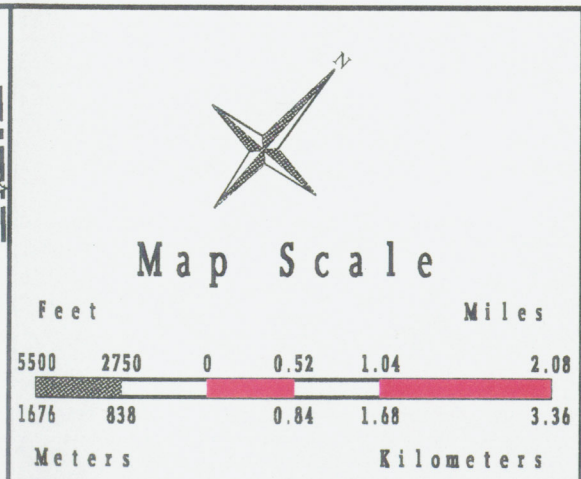 N
Map Scale
Feet Miles
5500 2750 0 0.52 1.04 2.08
1676 838 0.84 1.68 3.36
Meters Kilometers